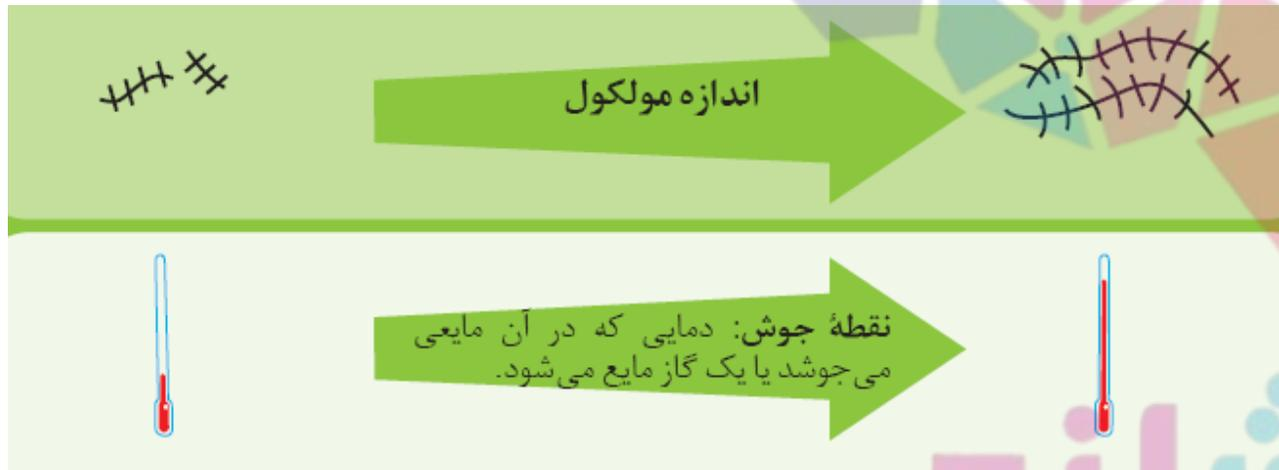 اندازه مولکول
نقطهٔ جوش: دمایی که در آن مایعی
می‌جوشد یا یک گاز مایع می‌شود.